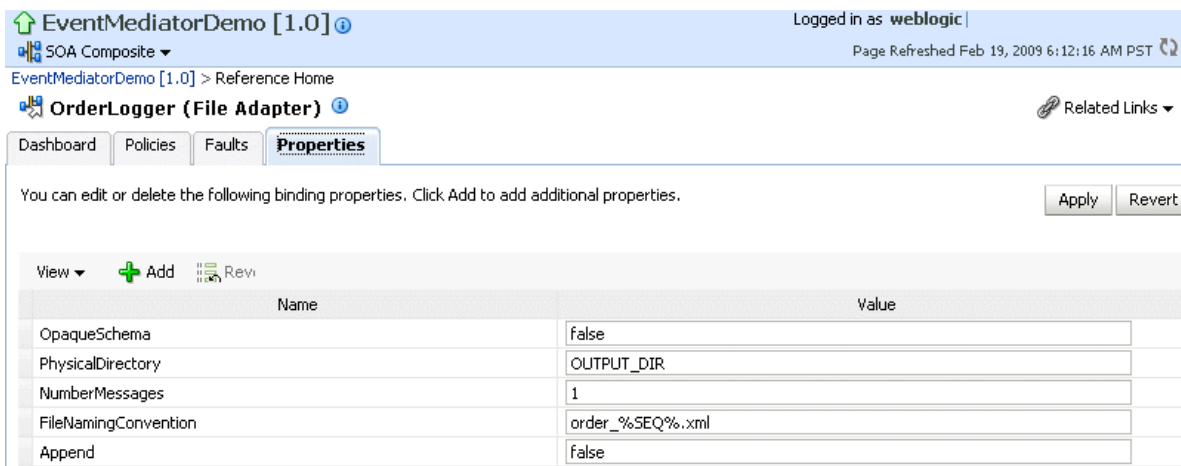 EventMediatorDemo [1.0]
Logged in as weblogic
SOA Composite
Page Refreshed Feb 19, 2009 6:12:16 AM PST
EventMediatorDemo [1.0] > Reference Home
OrderLogger (File Adapter)
Related Links
Dashboard Policies Faults Properties
You can edit or delete the following binding properties. Click Add to add additional properties.
Apply Revert
View Add Rev
Name Value
OpaqueSchema false
PhysicalDirectory OUTPUT_DIR
NumberMessages 1
FileNamingConvention order_%SEQ%.xml
Append false